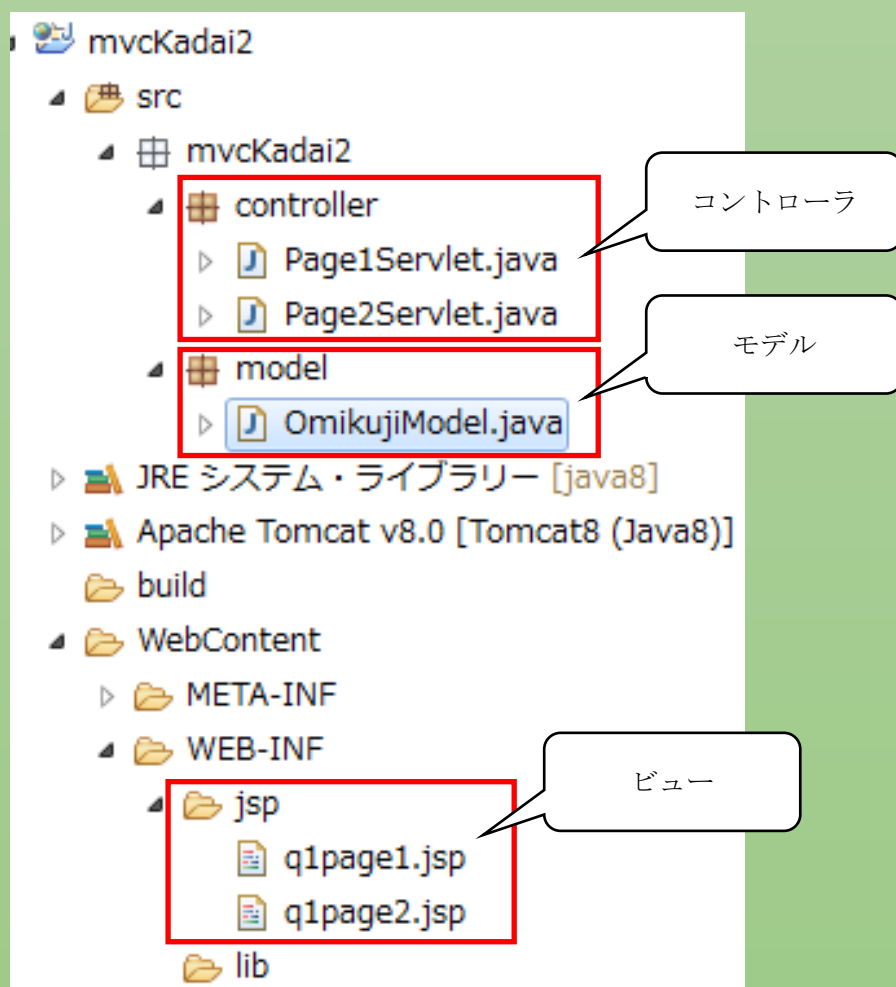 mvcKadai2
src
mvcKadai2
controller
コントローラ
Page1Servlet.java
Page2Servlet.java
モデル
model
OmikujiModel.java
JRE システム・ライブラリー [java8]
Apache Tomcat v8.0 [Tomcat8 (Java8)]
build
WebContent
META-INF
WEB-INF
ビュー
jsp
q1page1.jsp
q1page2.jsp
lib